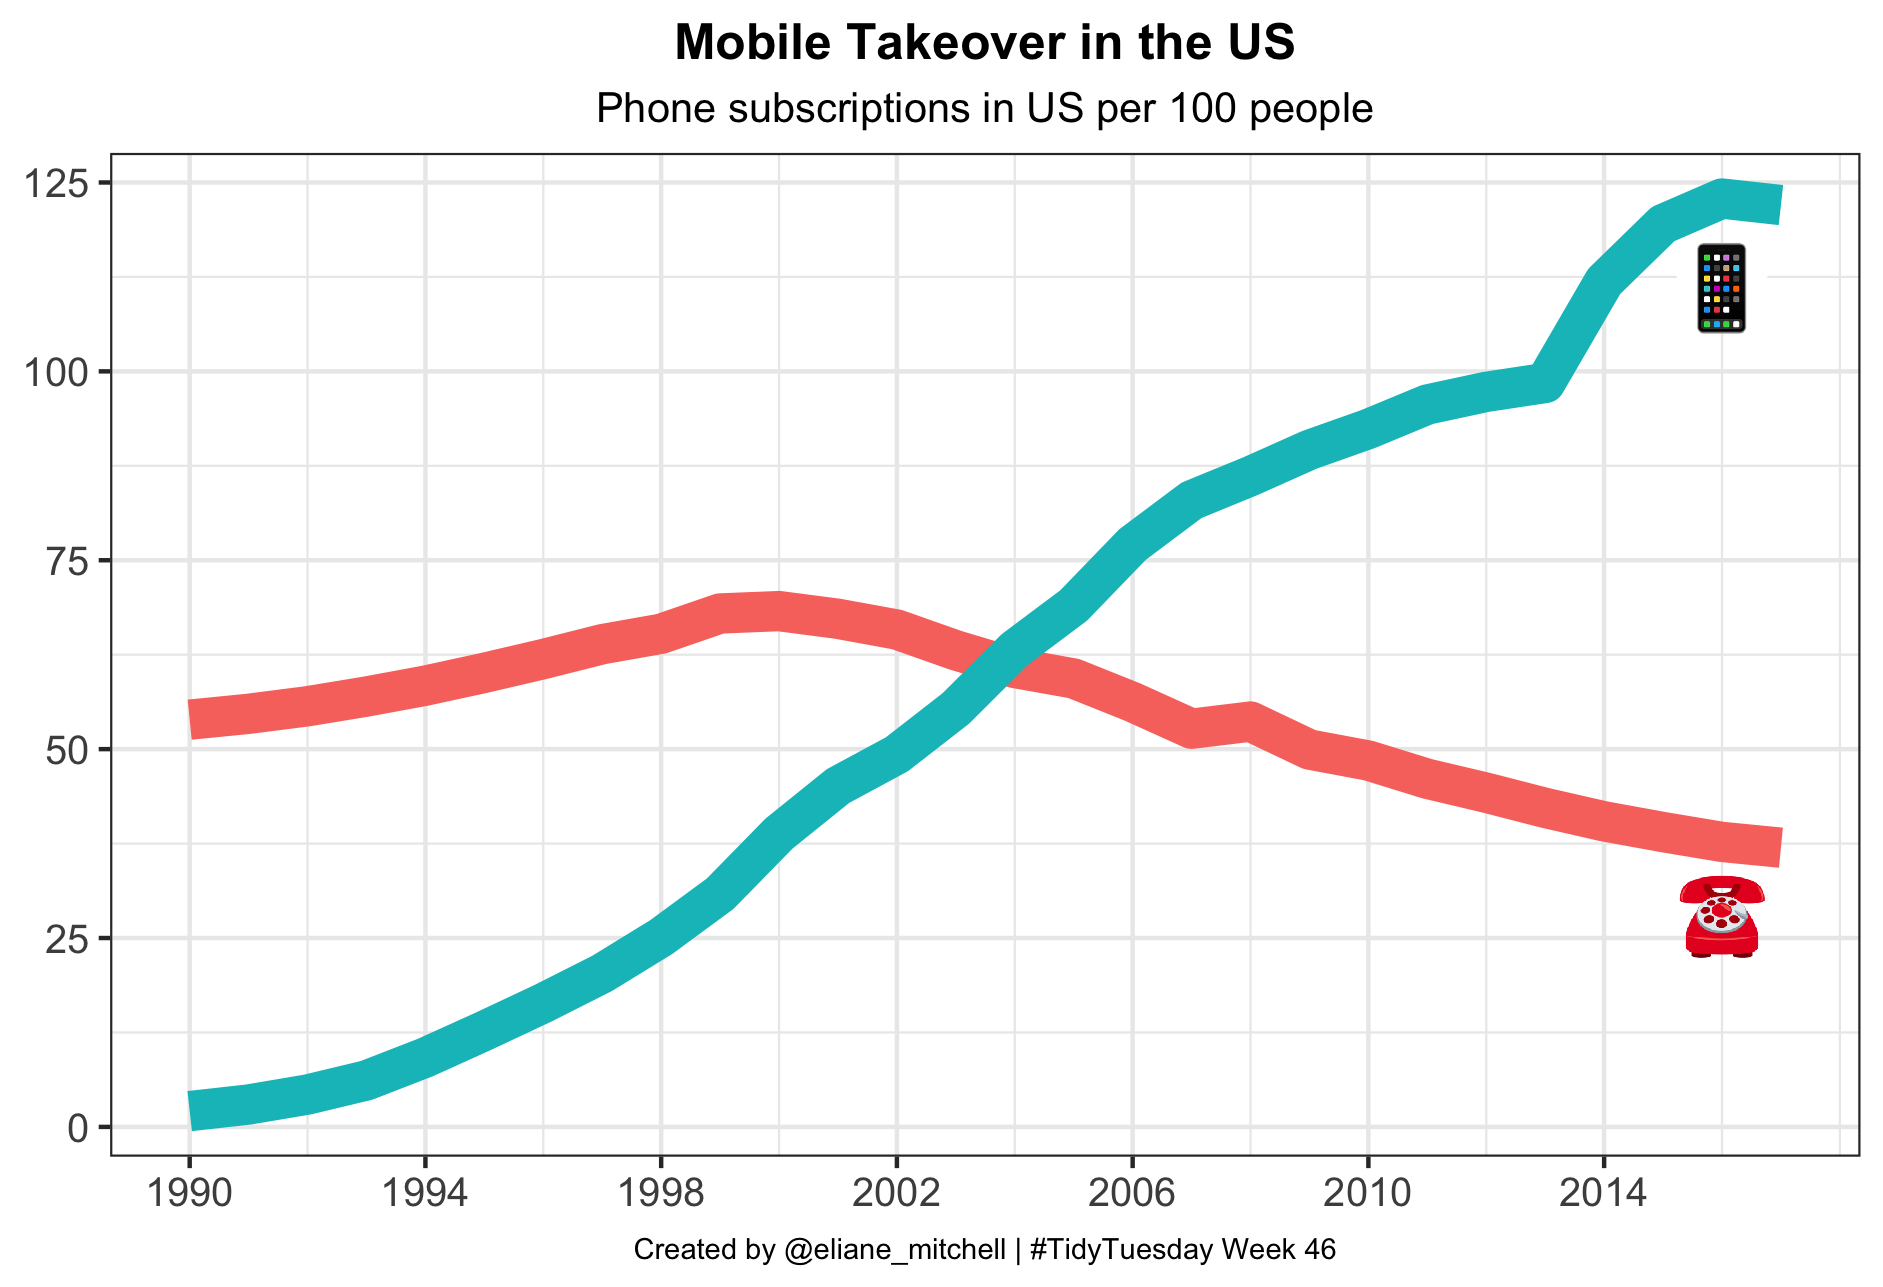 Mobile Takeover in the US
Phone subscriptions in US per 100 people
125
100
75
50
25
0
1990 1994 1998 2002 2006 2010 2014
Created by @eliane_mitchell | #TidyTuesday Week 46